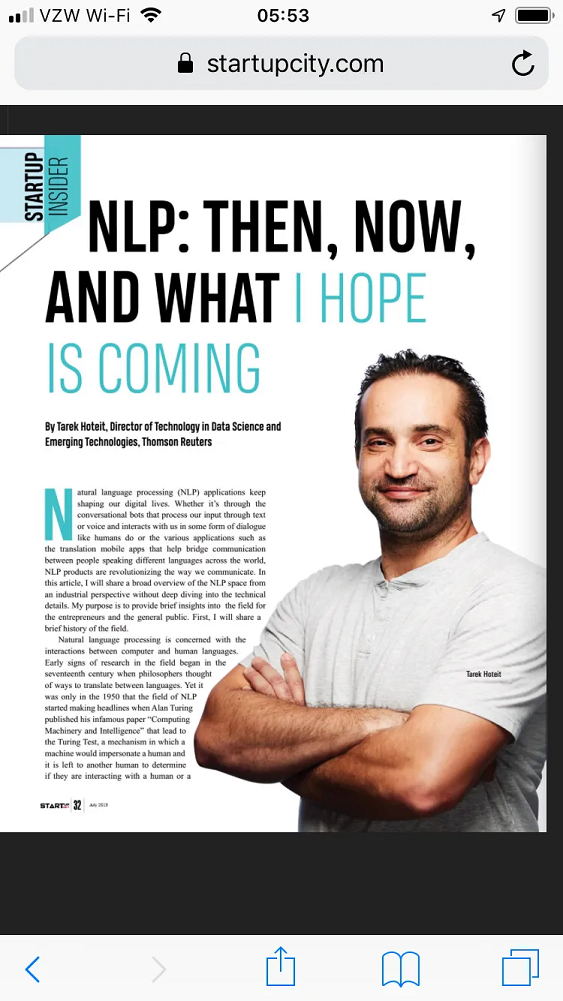 VZW Wi-Fi
05:53
startupcity.com
STARTUP
INSIDER
NLP: THEN, NOW,
AND WHAT I HOPE
IS COMING
By Tarek Hoteit, Director of Technology in Data Science and
Emerging Technologies, Thomson Reuters
Natural language processing (NLP) applications keep
shaping our digital lives. Whether it's through the
conversational bots that process our input through text
or voice and interacts with us in some form of dialogue
like humans do or the various applications such as
the translation mobile apps that help bridge communication
between people speaking different languages across the world,
NLP products are revolutionizing the way we communicate. In
this article, I will share a broad overview of the NLP space from
an industrial perspective without deep diving into the technical
details. My purpose is to provide brief insights into the field for
the entrepreneurs and the general public. First, I will share a
brief history of the field.
Natural language processing is concerned with the
interactions between computer and human languages.
Early signs of research in the field began in the
seventeenth century when philosophers thought
of ways to translate between languages. Yet it
was only in the 1950 that the field of NLP
started making headlines when Alan Turing
published his infamous paper "Computing
Machinery and Intelligence" that lead to
the Turing Test, a mechanism in which a
machine would impersonate a human and
it is left to another human to determine
if they are interacting with a human or a
Tarek Hoteit
32